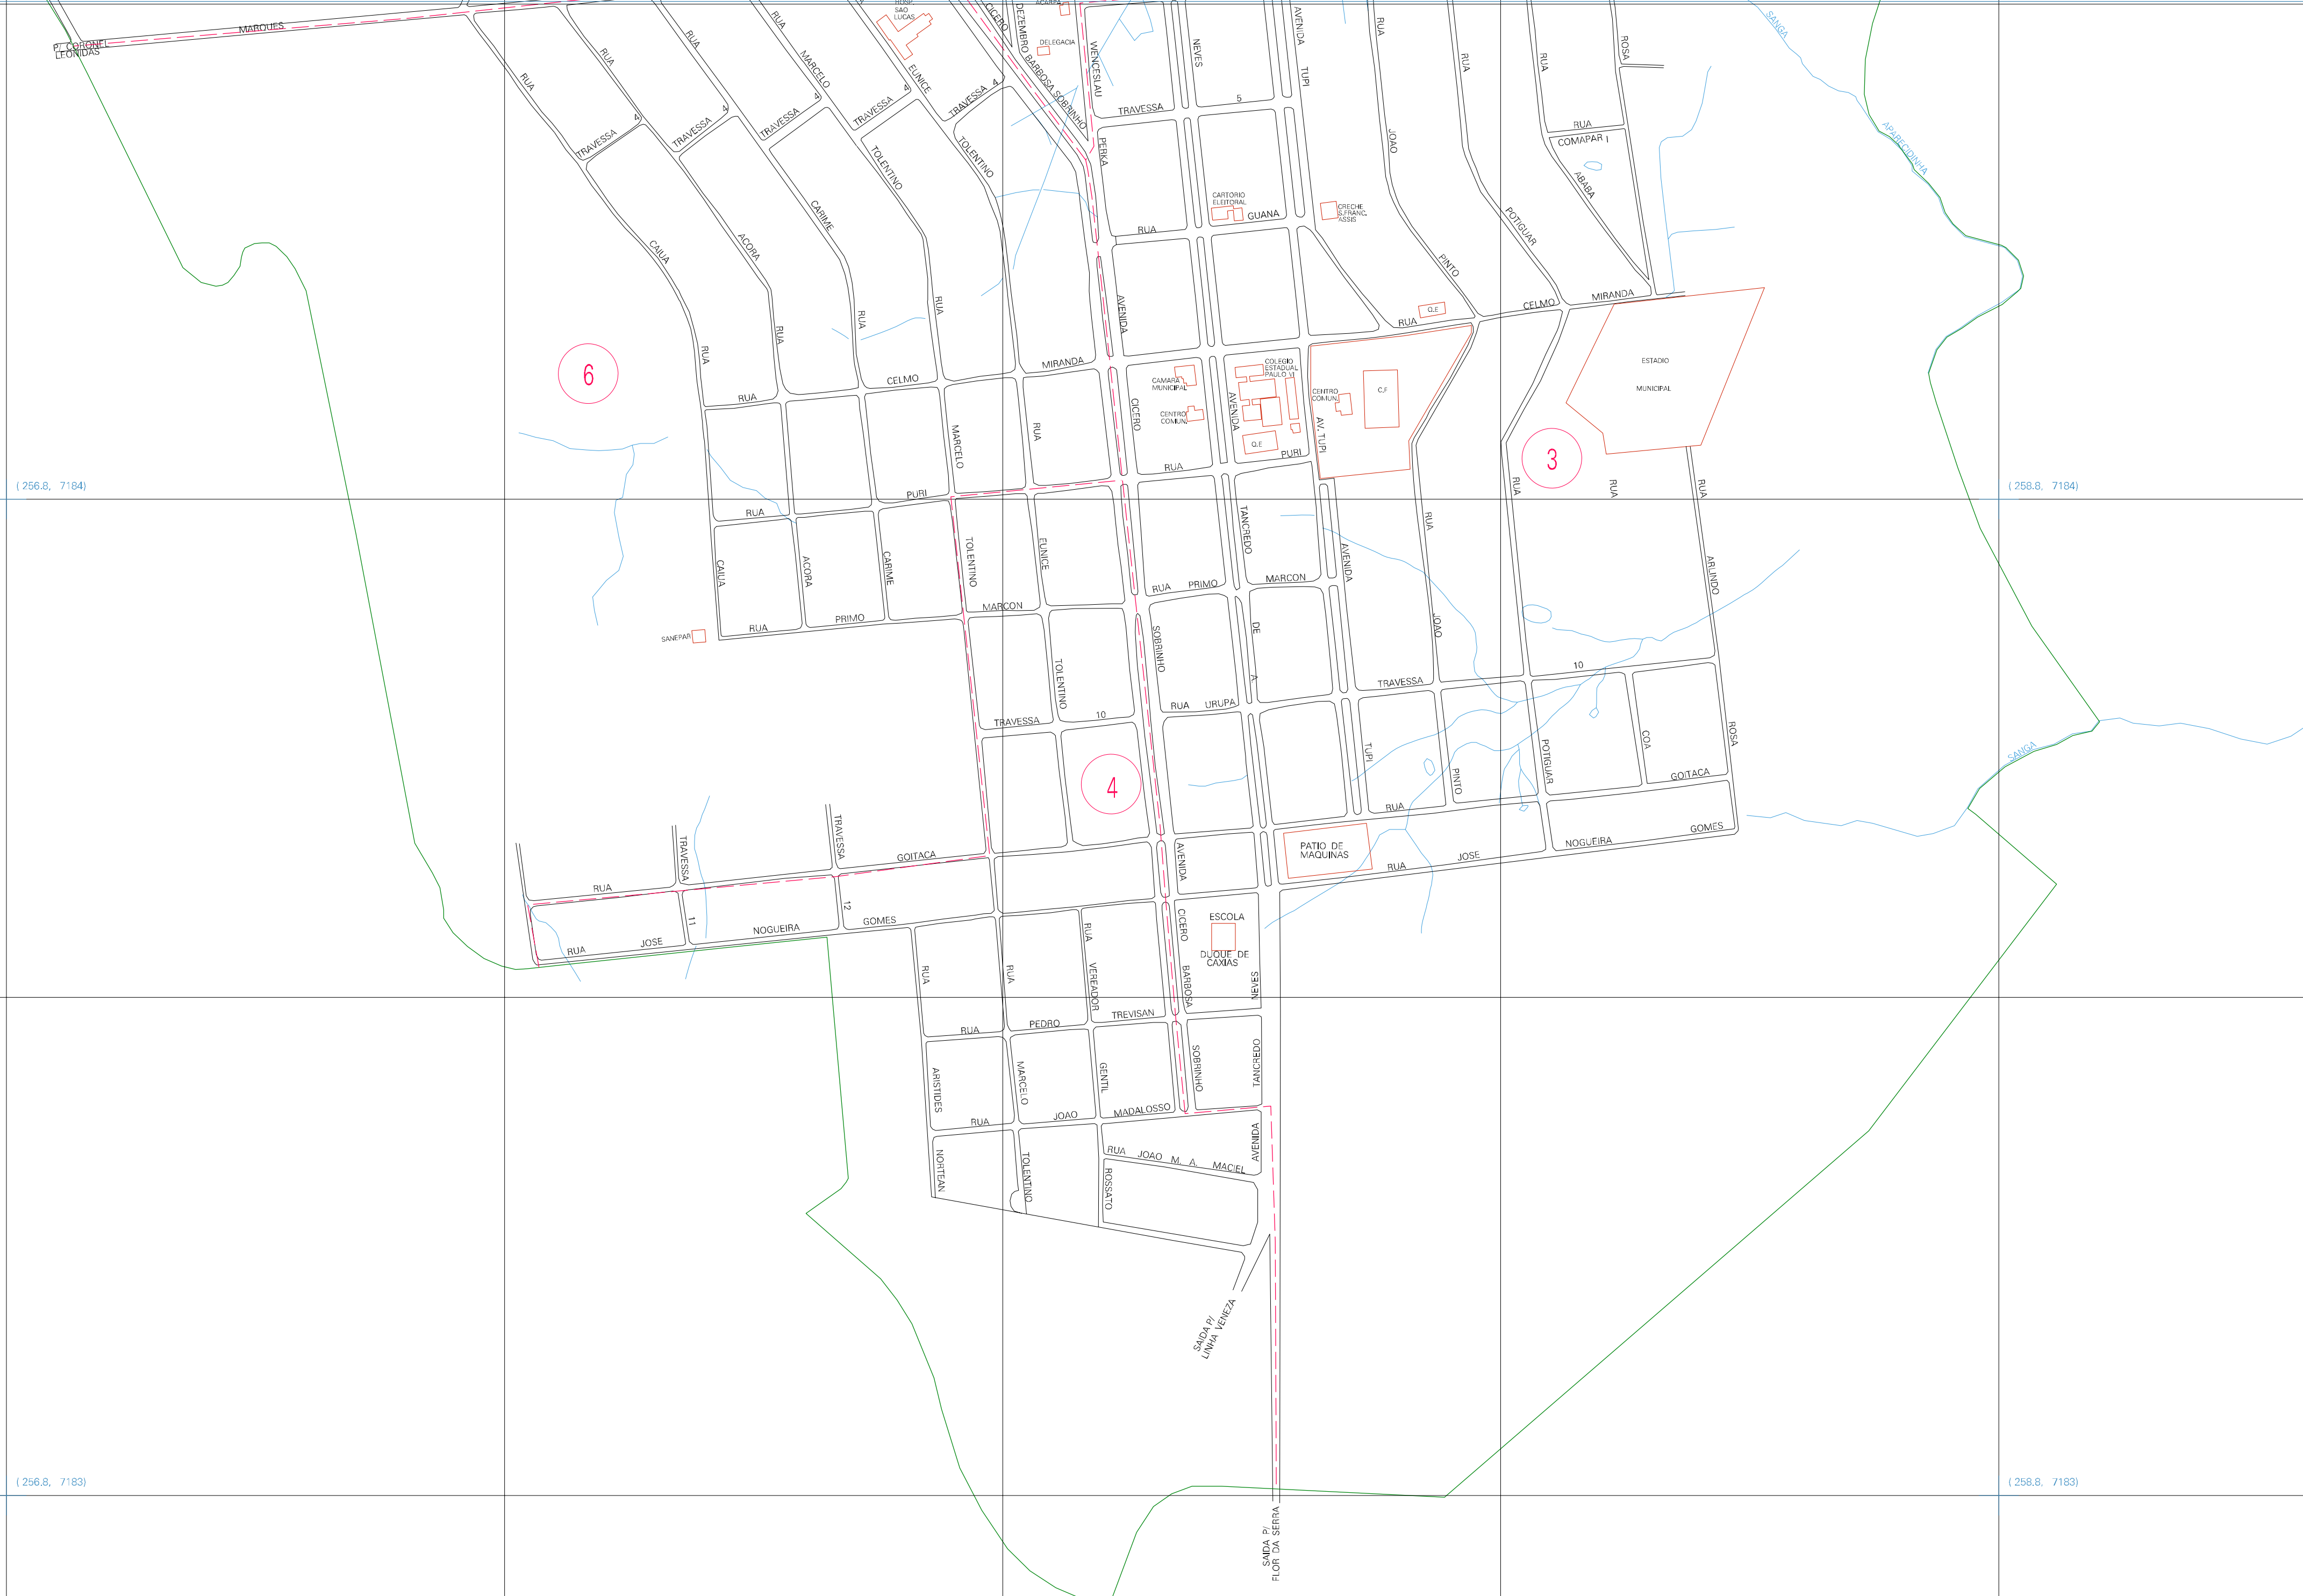 P/. CORONEL
LEONIDAS
MARQUES
RUA
RUA
RUA
RUA
MARCELO
HOSP.
SAO
LUCAS
EUNICE
CICERO
DEZEMBRO
BARBOSA SOBRINHO
ACARPA
DELEGACIA
WENCESLAU
NEVES
AVENIDA
TUPI
RUA
RUA
RUA
ROSA
SANGA
APARECIDINHA
TRAVESSA
4
TRAVESSA
4
TRAVESSA
4
TRAVESSA
4
TRAVESSA
4
TRAVESSA
5
PERKA
JOAO
RUA
COMAPAR I
ABABA
TOLENTINO
TOLENTINO
CARTORIO
ELEITORAL
GUANA
RUA
CRECHE
S.FRANC.
ASSIS
CAIUA
ACORA
CARIME
POTIGUAR
PINTO
RUA
RUA
RUA
RUA
AVENIDA
Q.E
RUA
CELMO
MIRANDA
6
MIRANDA
CELMO
RUA
CAMARA
MUNICIPAL
CENTRO
COMUN.
COLEGIO
ESTADUAL
PAULO VI
Q.E
CENTRO
COMUN.
C.F
ESTADIO
MUNICIPAL
CICERO
AVENIDA
AV. TUPI
MARCELO
RUA
RUA
PURI
3
( 256.8, 7184)
( 258.8, 7184)
RUA
PURI
RUA
RUA
RUA
RUA
CAIUA
ACORA
CARIME
TOLENTINO
EUNICE
TANCREDO
AVENIDA
ARLINDO
RUA
PRIMO
MARCON
RUA
PRIMO
MARCON
SANEPAR
SOBRINHO
DE
A
JOAO
TOLENTINO
TRAVESSA
10
RUA URUPA
TRAVESSA
10
TUPI
PINTO
POTIGUAR
COA
ROSA
SANGA
4
RUA
GOITACA
TRAVESSA
TRAVESSA
RUA
GOITACA
AVENIDA
PATIO DE
MAQUINAS
RUA
JOSE
NOGUEIRA
GOMES
11
12
RUA
JOSE
NOGUEIRA
GOMES
RUA
RUA
RUA
VEREADOR
CICERO
BARBOSA
ESCOLA
DUQUE DE
CAXIAS
NEVES
RUA
PEDRO
TREVISAN
ARISTIDES
MARCELO
GENTIL
SOBRINHO
TANCREDO
RUA
JOAO
MADALOSSO
RUA JOAO M. A. MACIEL
AVENIDA
NORTEAN
TOLENTINO
ROSSATO
SAIDA P/
LINHA VENEZA
( 256.8, 7183)
( 258.8, 7183)
SAIDA P/
FLOR DA SERRA